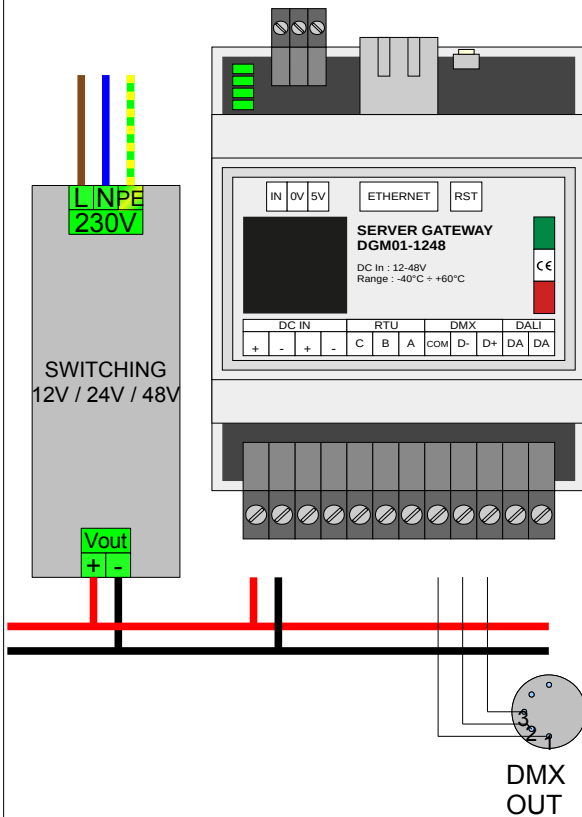 L N PE
230V
SWITCHING
12V / 24V / 48V
Vout
+ -
IN 0V 5V ETHERNET RST
SERVER GATEWAY
DGM01-1248
DC In : 12-48V
Range : -40°C ÷ +60°C
CE
DC IN RTU DMX DALI
+ - + - C B A COM D- D+ DA DA
3
2
1
DMX
OUT